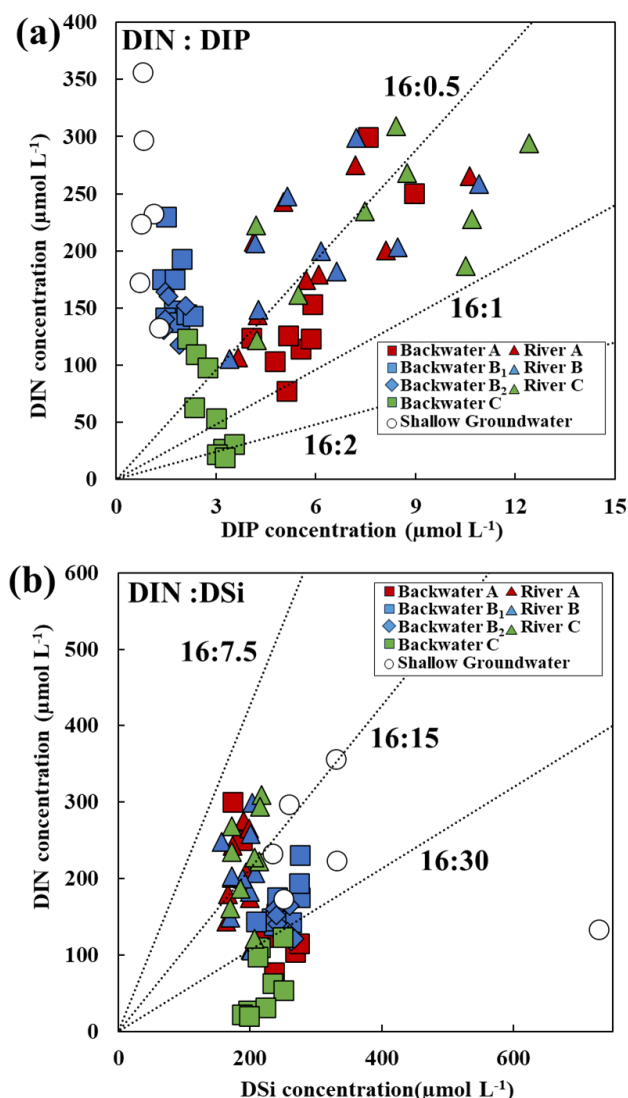 (a)
DIN : DIP
400
350
300
250
200
150
100
50
0
DIN concentration (µmol L-1)
16:0.5
16:1
16:2
Backwater A River A
Backwater B1 River B
Backwater B2 River C
Backwater C
Shallow Groundwater
0 3 6 9 12 15
DIP concentration (µmol L-1)
(b)
DIN :DSi
600
500
400
300
200
100
0
DIN concentration (µmol L-1)
16:7.5
16:15
16:30
Backwater A River A
Backwater B1 River B
Backwater B2 River C
Backwater C
Shallow Groundwater
0 200 400 600
DSi concentration(µmol L-1)